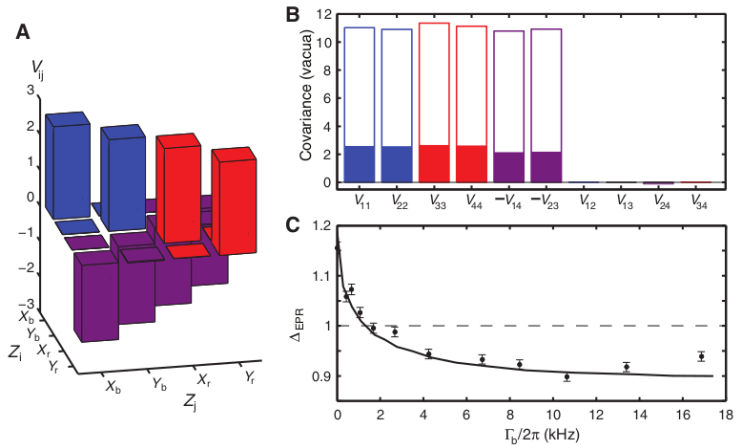 A
V_ij
3
2
1
0
−1
−2
−3
X_b
Y_b
X_r
Y_r
Z_i
X_b
Y_b
X_r
Y_r
Z_j
B
Covariance (vacua)
12
10
8
6
4
2
0
V_11 V_22 V_33 V_44 −V_14 −V_23 V_12 V_13 V_24 V_34
C
Δ_EPR
1.2
1.1
1
0.9
0 2 4 6 8 10 12 14 16 18
Γ_b/2π (kHz)